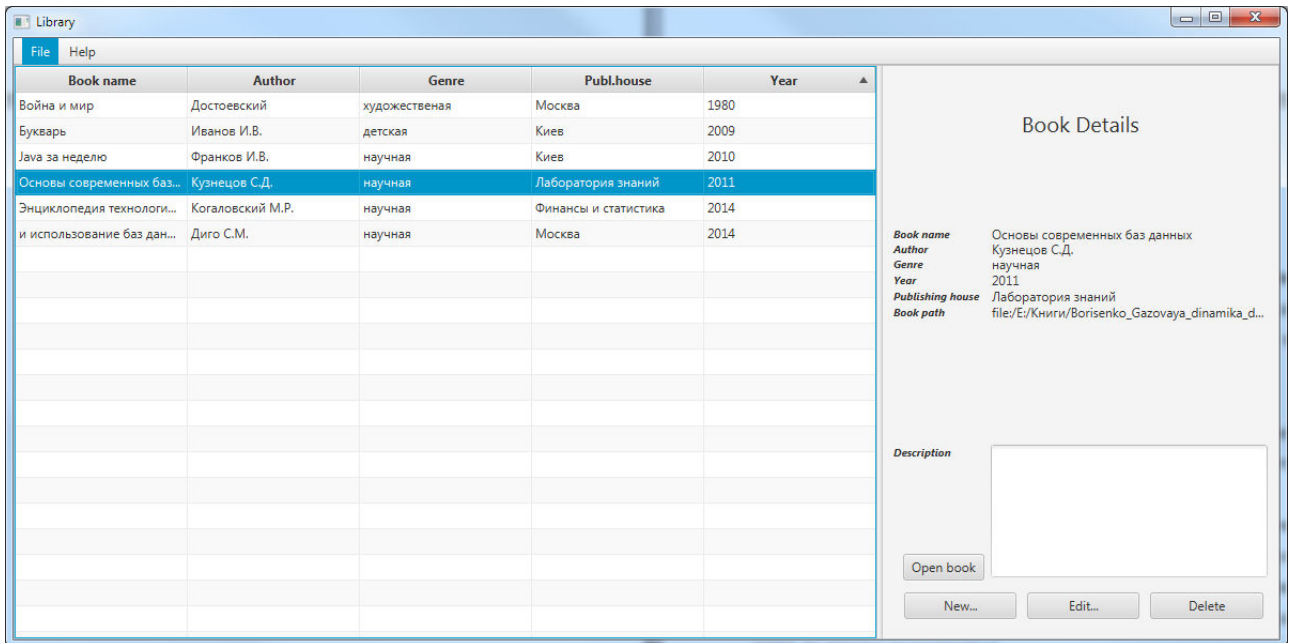 Library
File Help
Book name Author Genre Publ.house Year
Война и мир Достоевский художественая Москва 1980
Букварь Иванов И.В. детская Киев 2009
Java за неделю Франков И.В. научная Киев 2010
Основы современных баз... Кузнецов С.Д. научная Лаборатория знаний 2011
Энциклопедия технологи... Когаловский М.Р. научная Финансы и статистика 2014
и использование баз дан... Диго С.М. научная Москва 2014
Book Details
Book name Основы современных баз данных
Author Кузнецов С.Д.
Genre научная
Year 2011
Publishing house Лаборатория знаний
Book path file:/E:/Книги/Borisenko_Gazovaya_dinamika_d...
Description
Open book
New... Edit... Delete